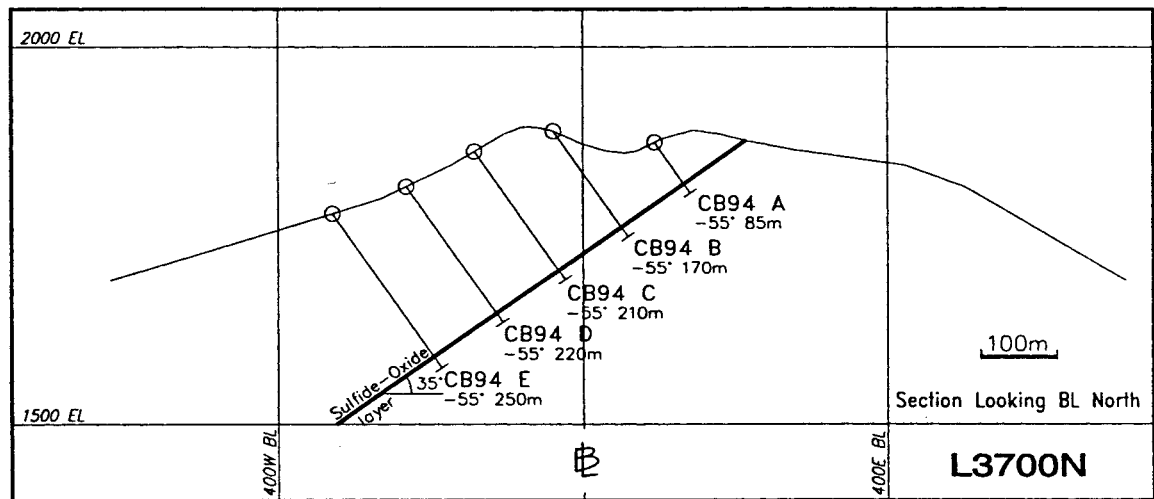 2000 EL
CB94 A
-55° 85m
CB94 B
-55° 170m
CB94 C
-55° 210m
CB94 D
-55° 220m
CB94 E
-55° 250m
35°
Sulfide-Oxide
layer
100m
Section Looking BL North
1500 EL
400W BL
BL
400E BL
L3700N